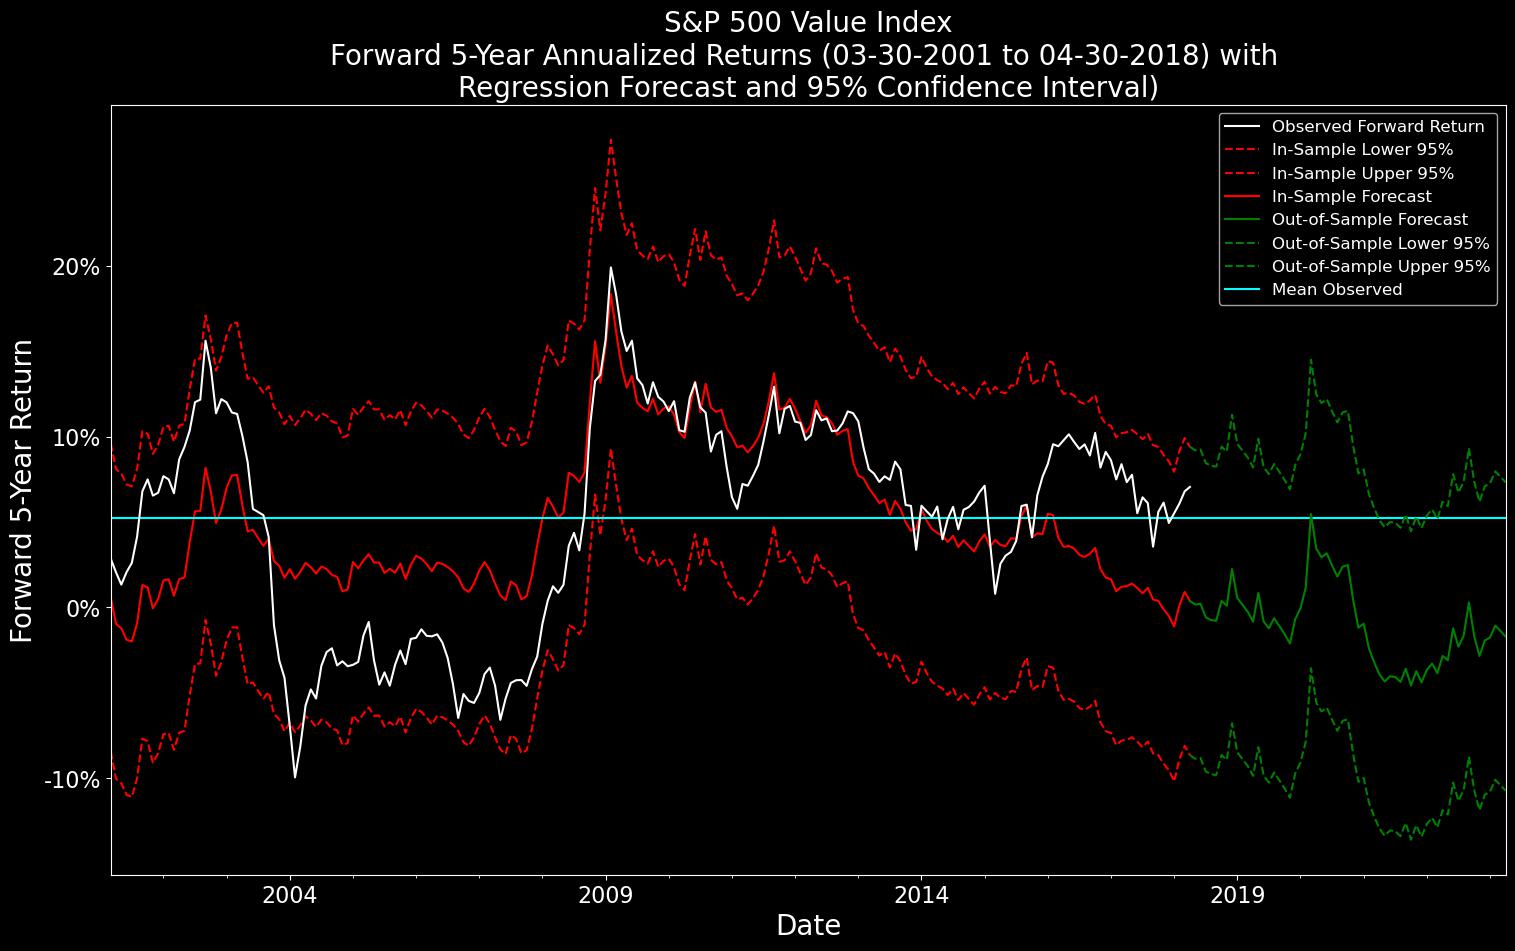 S&P 500 Value Index
Forward 5-Year Annualized Returns (03-30-2001 to 04-30-2018) with
Regression Forecast and 95% Confidence Interval)
Observed Forward Return
In-Sample Lower 95%
In-Sample Upper 95%
In-Sample Forecast
Out-of-Sample Forecast
Out-of-Sample Lower 95%
Out-of-Sample Upper 95%
Mean Observed
Forward 5-Year Return
20%
10%
0%
-10%
2004
2009
2014
2019
Date